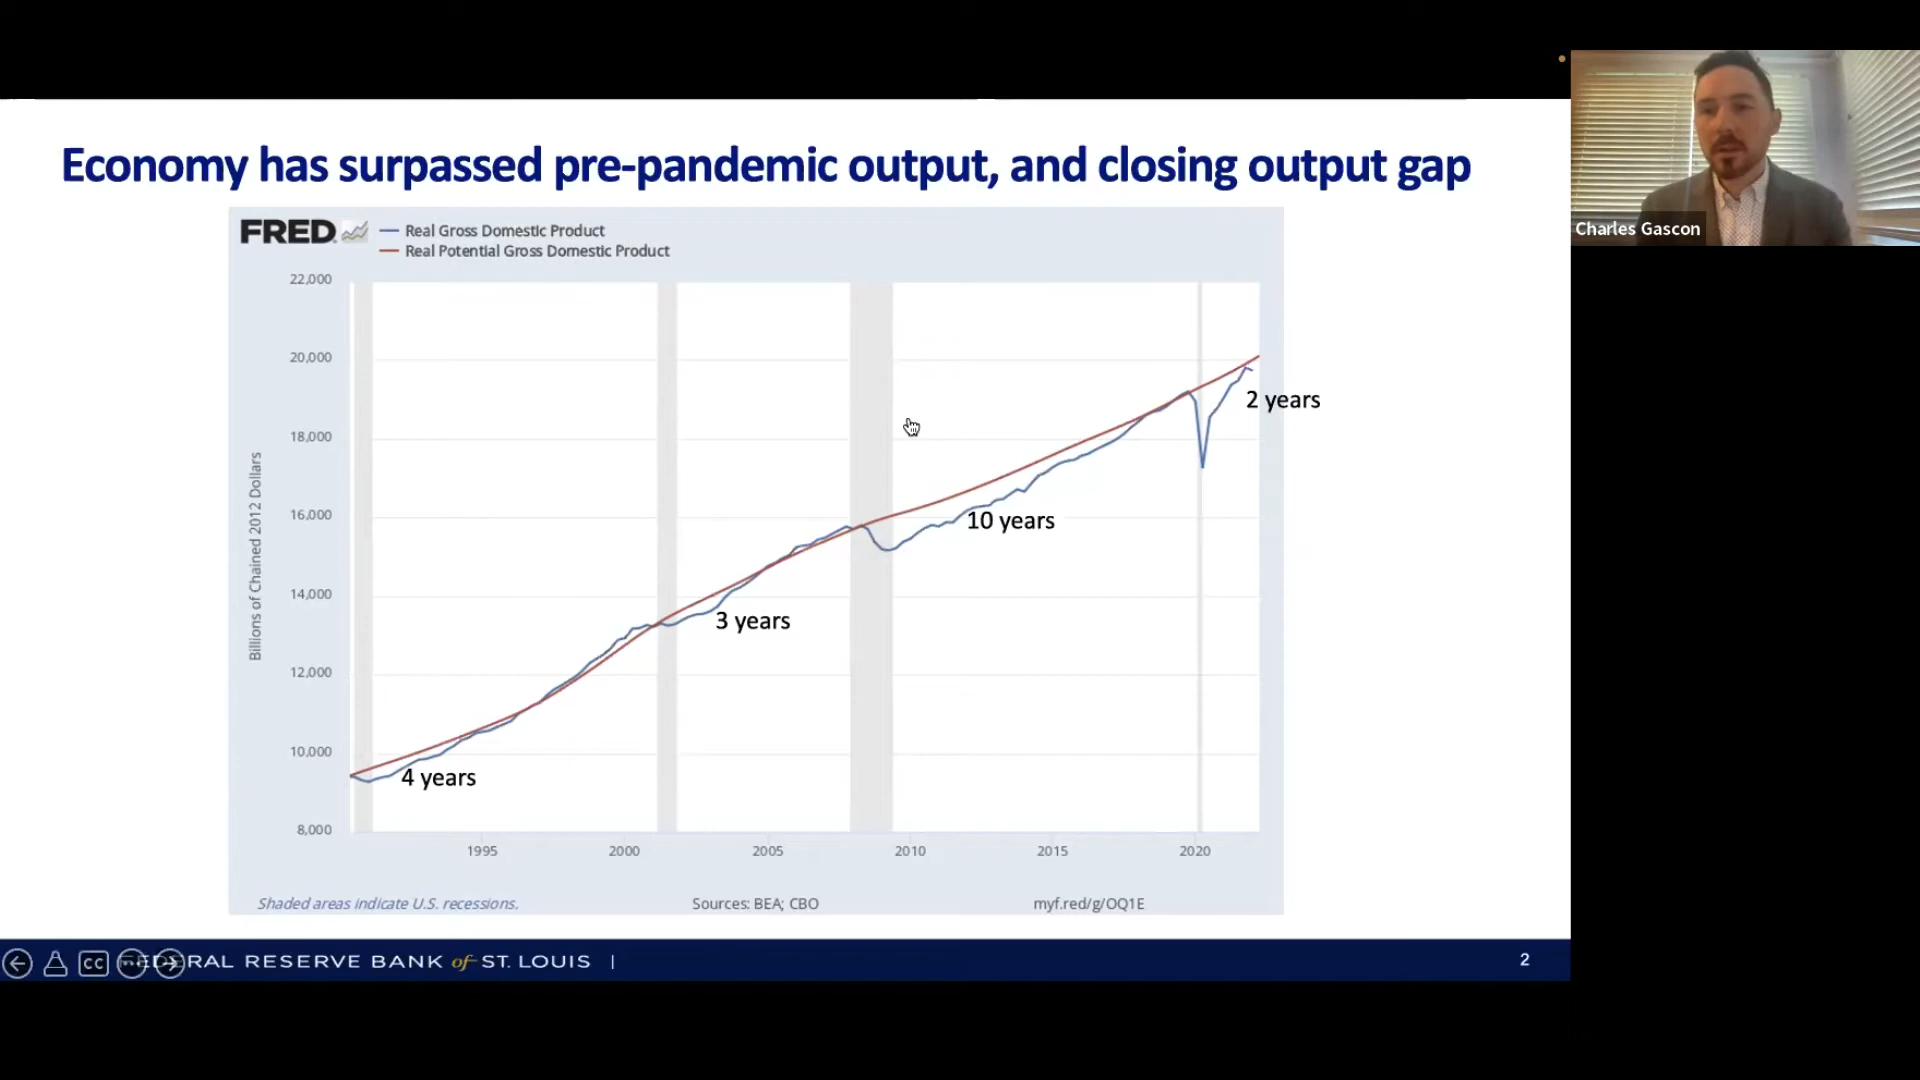 Economy has surpassed pre-pandemic output, and closing output gap
Charles Gascon
FRED
Real Gross Domestic Product
Real Potential Gross Domestic Product
Billions of Chained 2012 Dollars
22,000
20,000
18,000
16,000
14,000
12,000
10,000
8,000
2 years
10 years
3 years
4 years
1995
2000
2005
2010
2015
2020
Shaded areas indicate U.S. recessions.
Sources: BEA; CBO
myf.red/g/OQ1E
CC
FEDERAL RESERVE BANK of ST. LOUIS |
2